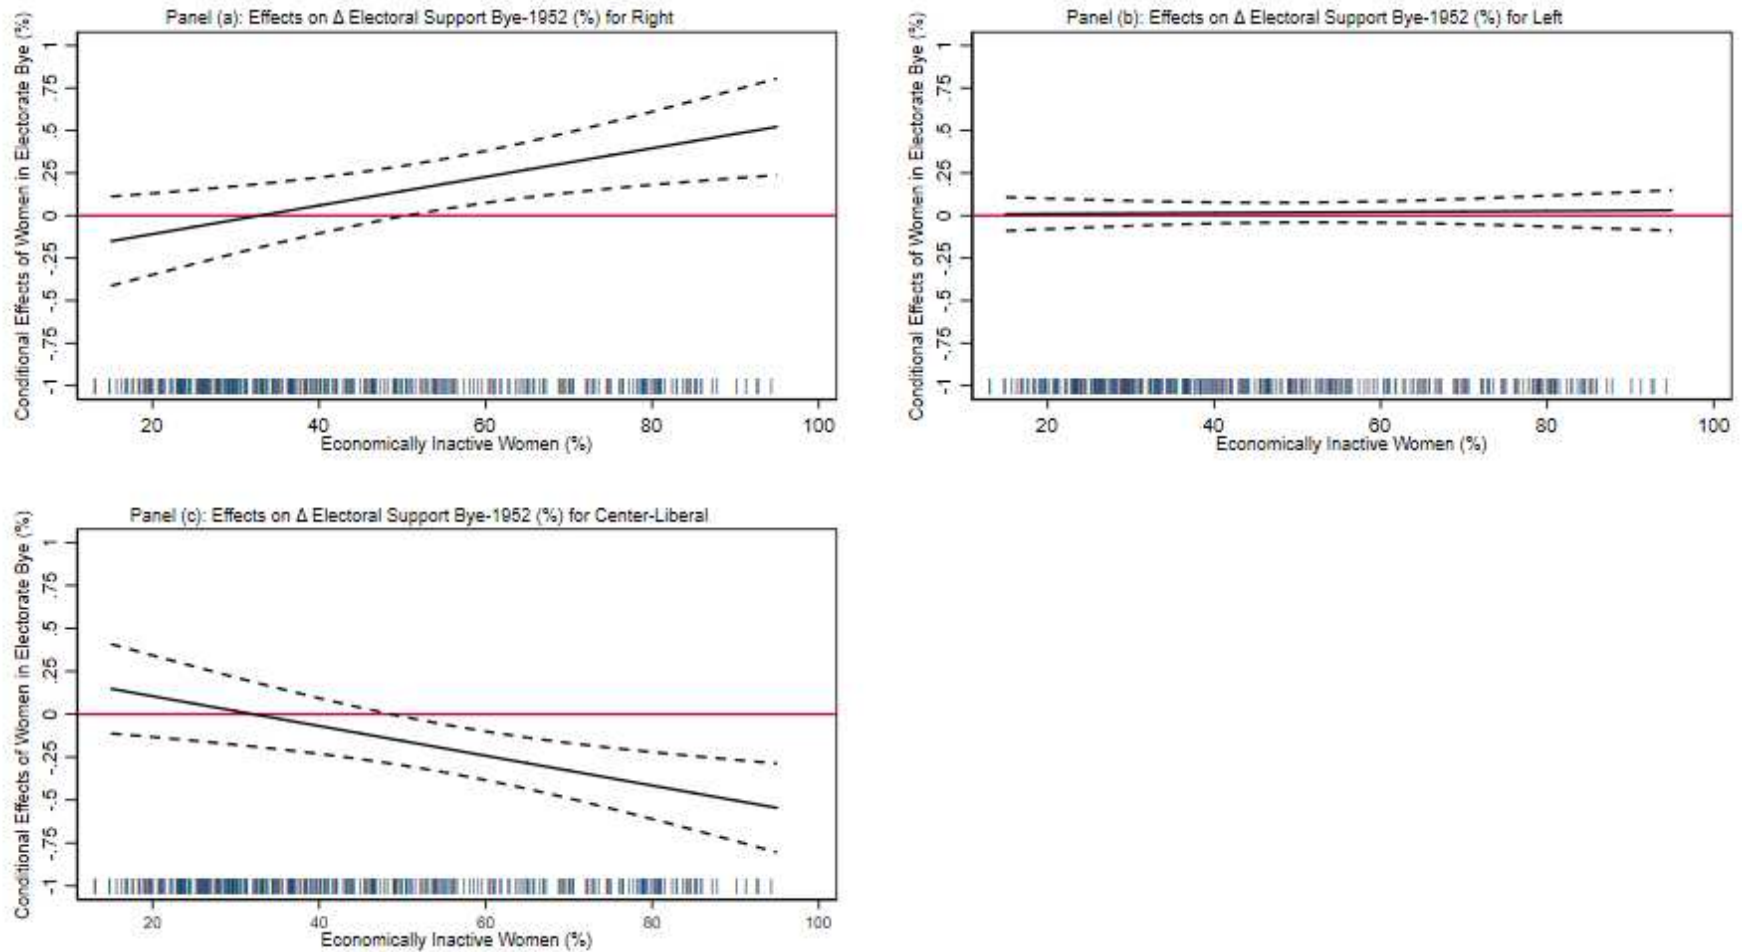 Panel (a): Effects on Δ Electoral Support Bye-1952 (%) for Right
Conditional Effects of Women in Electorate Bye (%)
1
.75
.5
.25
0
-.25
-.5
-.75
-1
20 40 60 80 100
Economically Inactive Women (%)
Panel (b): Effects on Δ Electoral Support Bye-1952 (%) for Left
Conditional Effects of Women in Electorate Bye (%)
1
.75
.5
.25
0
-.25
-.5
-.75
-1
20 40 60 80 100
Economically Inactive Women (%)
Panel (c): Effects on Δ Electoral Support Bye-1952 (%) for Center-Liberal
Conditional Effects of Women in Electorate Bye (%)
1
.75
.5
.25
0
-.25
-.5
-.75
-1
20 40 60 80 100
Economically Inactive Women (%)